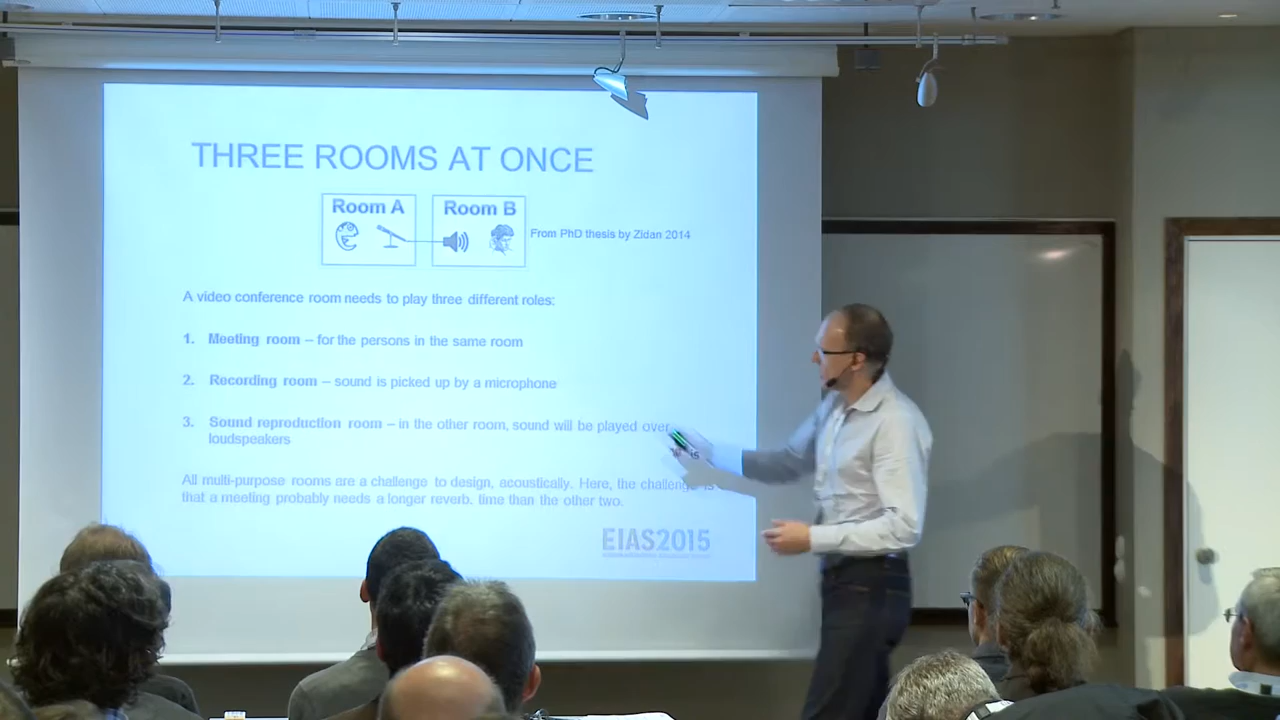 THREE ROOMS AT ONCE
Room A
Room B
From PhD thesis by Zidan 2014
A video conference room needs to play three different roles:
1. Meeting room – for the persons in the same room
2. Recording room – sound is picked up by a microphone
3. Sound reproduction room – in the other room, sound will be played over
loudspeakers
All multi-purpose rooms are a challenge to design, acoustically. Here, the challenge is
that a meeting probably needs a longer reverb. time than the other two.
EIAS2015